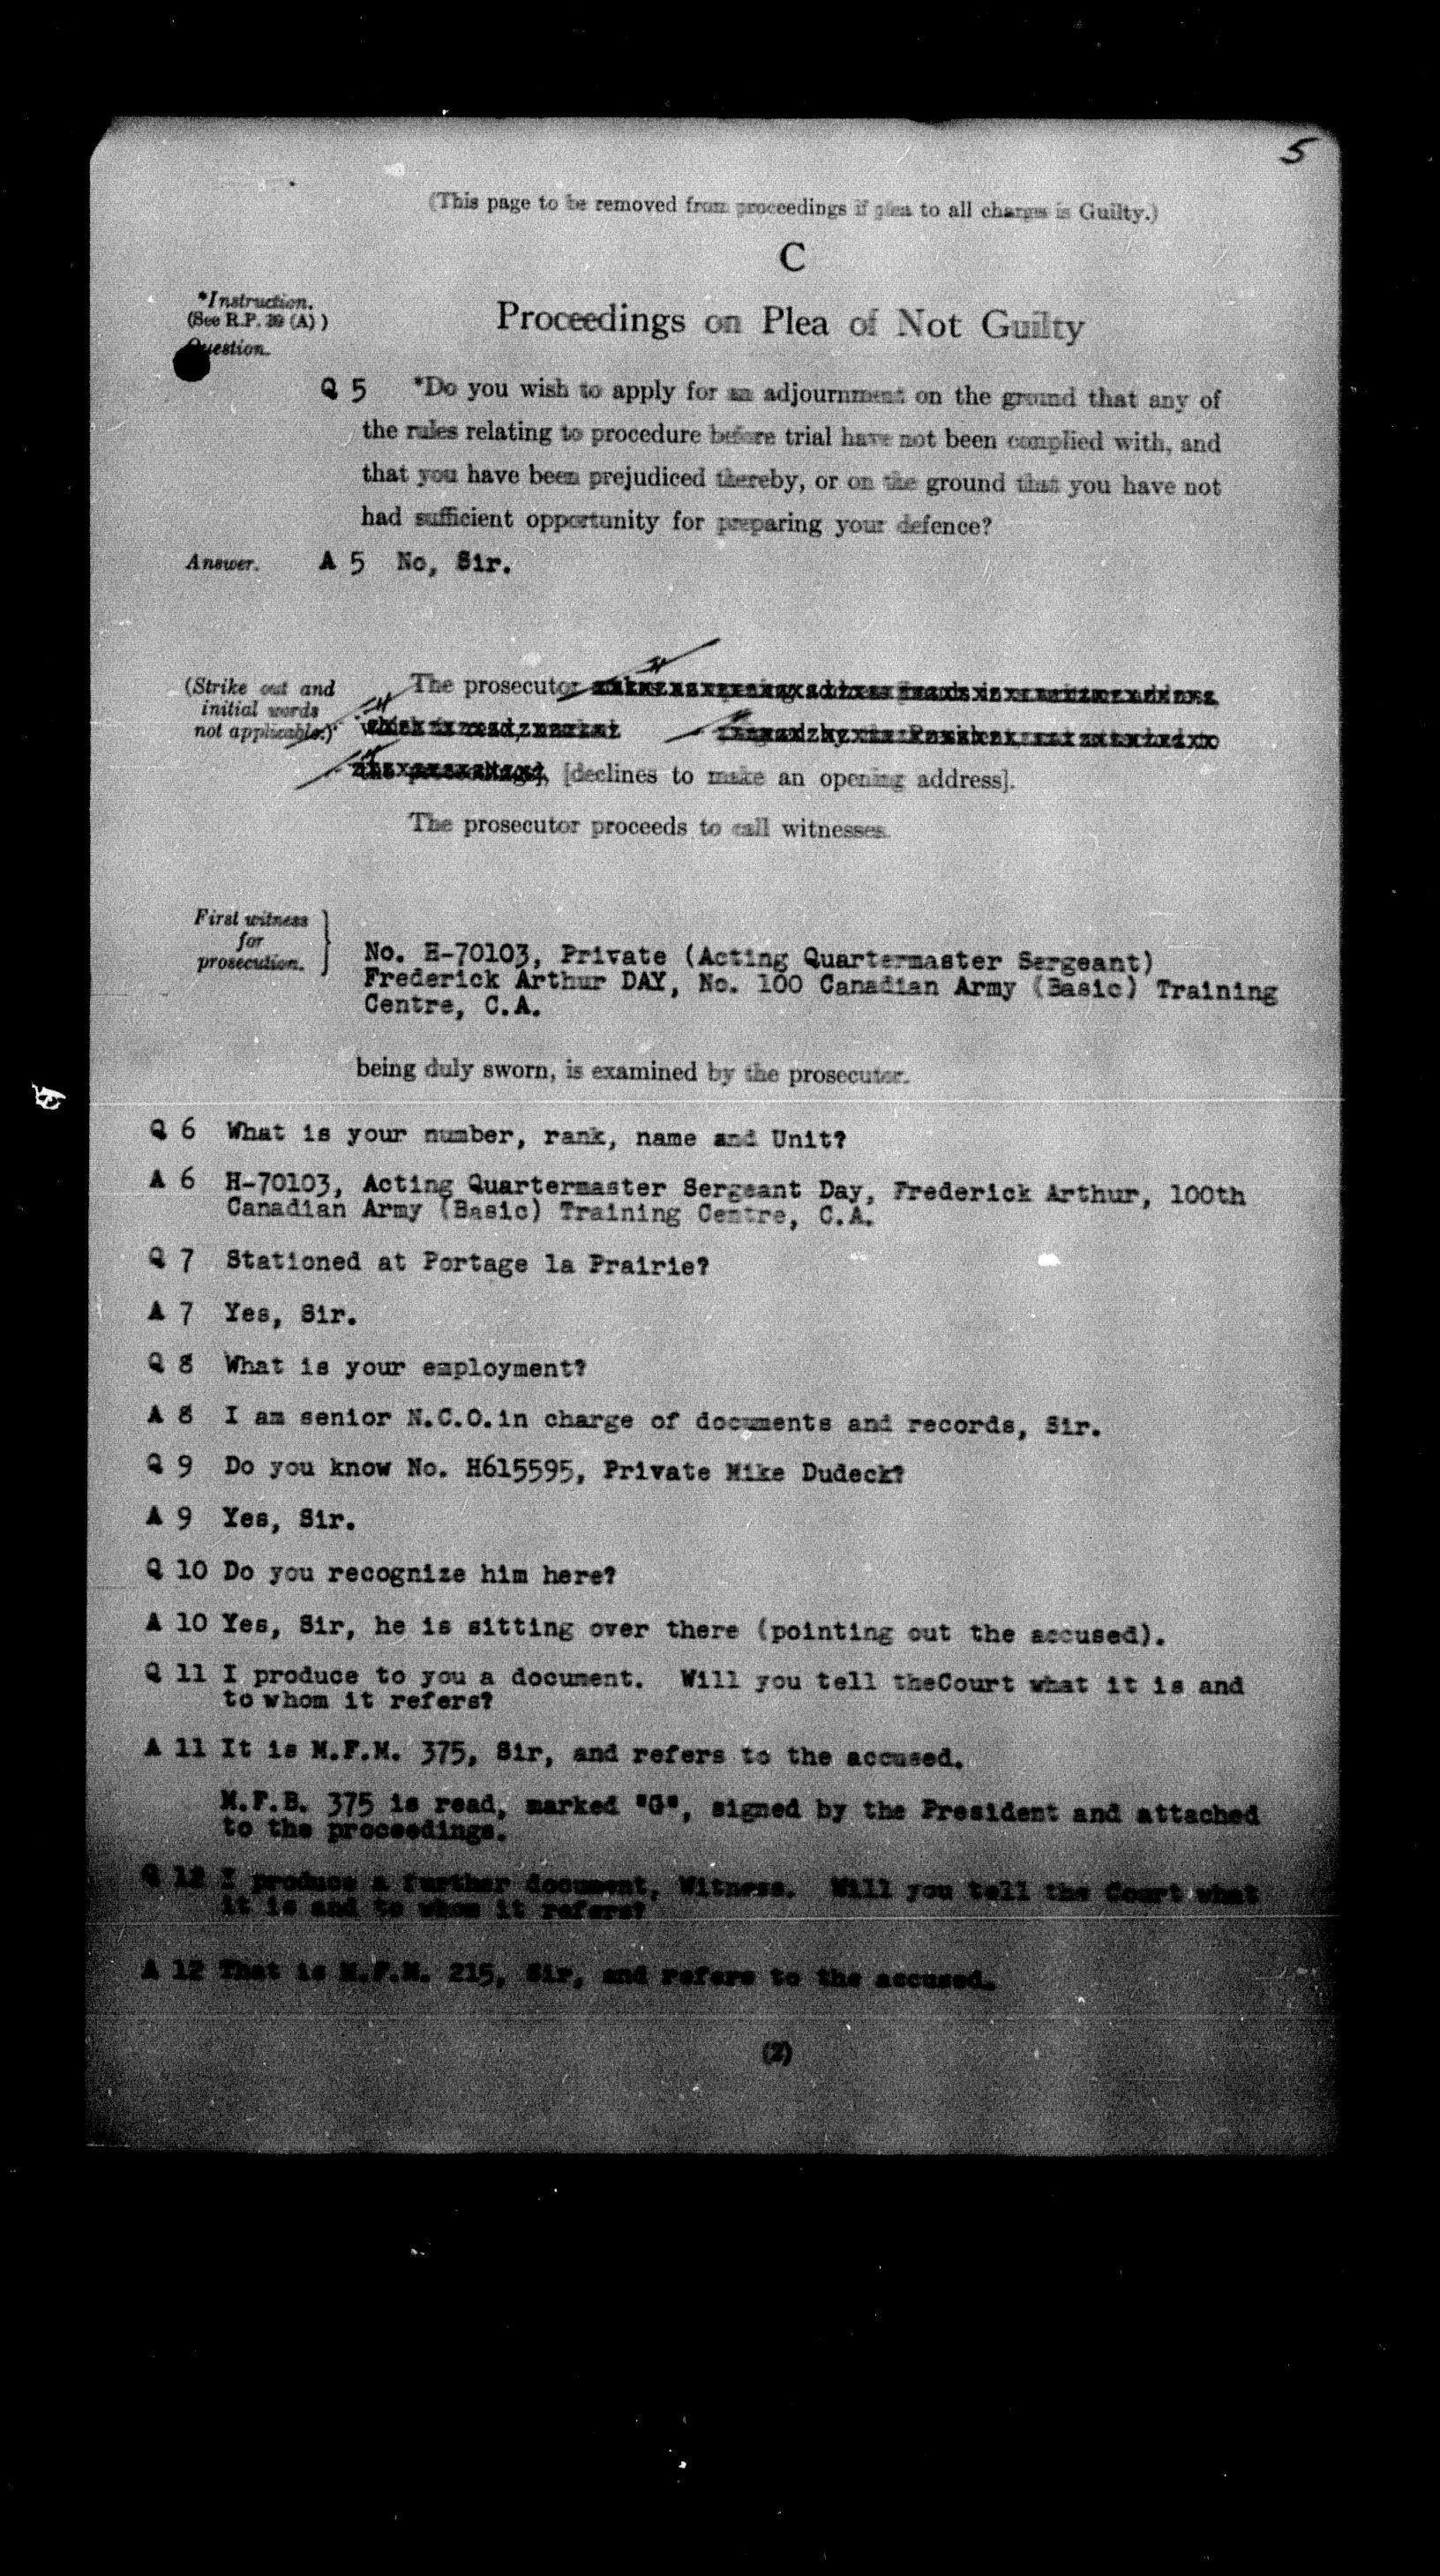 5
(This page to be removed from proceedings if plea to all charges is Guilty.)
C
*Instruction.
(See R.P. 39 (A) )
Proceedings on Plea of Not Guilty
Question.
Q 5 *Do you wish to apply for an adjournment on the ground that any of
the rules relating to procedure before trial have not been complied with, and
that you have been prejudiced thereby, or on the ground that you have not
had sufficient opportunity for preparing your defence?
Answer. A 5 No, Sir.
(Strike out and
initial words
not applicable.)
The prosecutor
[declines to make an opening address].
The prosecutor proceeds to call witnesses.
First witness
for
prosecution.
No. H-70103, Private (Acting Quartermaster Sergeant)
Frederick Arthur DAY, No. 100 Canadian Army (Basic) Training
Centre, C.A.
being duly sworn, is examined by the prosecutor.
Q 6 What is your number, rank, name and Unit?
A 6 H-70103, Acting Quartermaster Sergeant Day, Frederick Arthur, 100th
Canadian Army (Basic) Training Centre, C.A.
Q 7 Stationed at Portage la Prairie?
A 7 Yes, Sir.
Q 8 What is your employment?
A 8 I am senior N.C.O.in charge of documents and records, Sir.
Q 9 Do you know No. H615595, Private Mike Dudeck?
A 9 Yes, Sir.
Q 10 Do you recognize him here?
A 10 Yes, Sir, he is sitting over there (pointing out the accused).
Q 11 I produce to you a document. Will you tell theCourt what it is and
to whom it refers?
A 11 It is M.F.M. 375, Sir, and refers to the accused.
M.F.B. 375 is read, marked "G", signed by the President and attached
to the proceedings.
Q 12 I produce a further document, Witness. Will you tell the Court what
it is and to whom it refers?
A 12 That is M.F.M. 215, Sir, and refers to the accused.
(2)